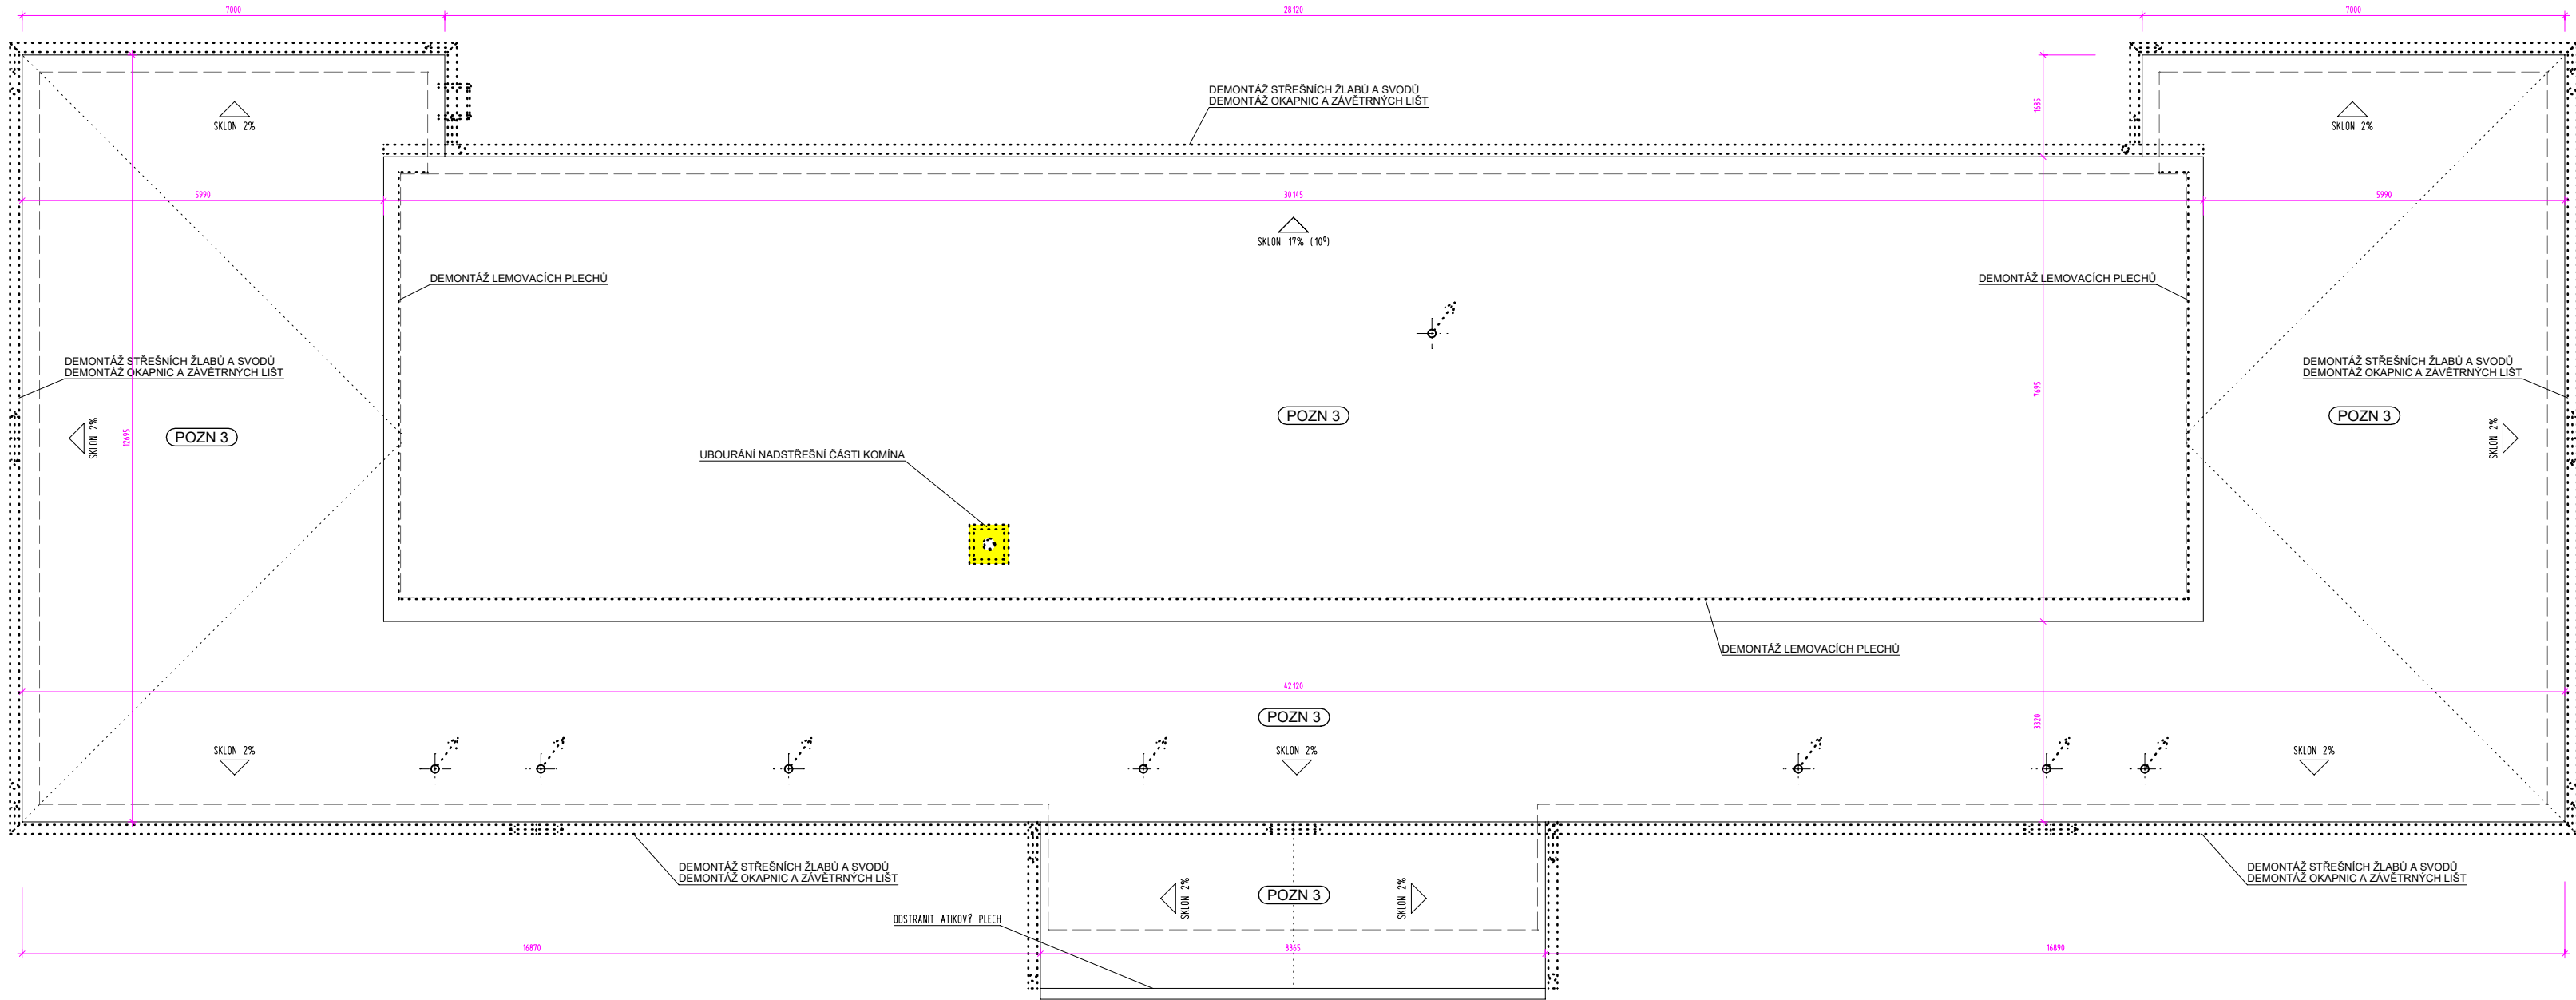 7000
28120
7000
DEMONTÁŽ STŘEŠNÍCH ŽLABŮ A SVODŮ
DEMONTÁŽ OKAPNIC A ZÁVĚTRNÝCH LIŠT
1685
SKLON 2%
SKLON 2%
5990
30145
5990
SKLON 17% (10⁰)
DEMONTÁŽ LEMOVACÍCH PLECHŮ
DEMONTÁŽ LEMOVACÍCH PLECHŮ
DEMONTÁŽ STŘEŠNÍCH ŽLABŮ A SVODŮ
DEMONTÁŽ OKAPNIC A ZÁVĚTRNÝCH LIŠT
DEMONTÁŽ STŘEŠNÍCH ŽLABŮ A SVODŮ
DEMONTÁŽ OKAPNIC A ZÁVĚTRNÝCH LIŠT
7695
SKLON 2%
12695
POZN 3
POZN 3
POZN 3
SKLON 2%
UBOURÁNÍ NADSTŘEŠNÍ ČÁSTI KOMÍNA
DEMONTÁŽ LEMOVACÍCH PLECHŮ
42120
POZN 3
3320
SKLON 2%
SKLON 2%
SKLON 2%
DEMONTÁŽ STŘEŠNÍCH ŽLABŮ A SVODŮ
DEMONTÁŽ OKAPNIC A ZÁVĚTRNÝCH LIŠT
DEMONTÁŽ STŘEŠNÍCH ŽLABŮ A SVODŮ
DEMONTÁŽ OKAPNIC A ZÁVĚTRNÝCH LIŠT
SKLON 2%
POZN 3
SKLON 2%
ODSTRANIT ATIKOVÝ PLECH
16870
8365
16890